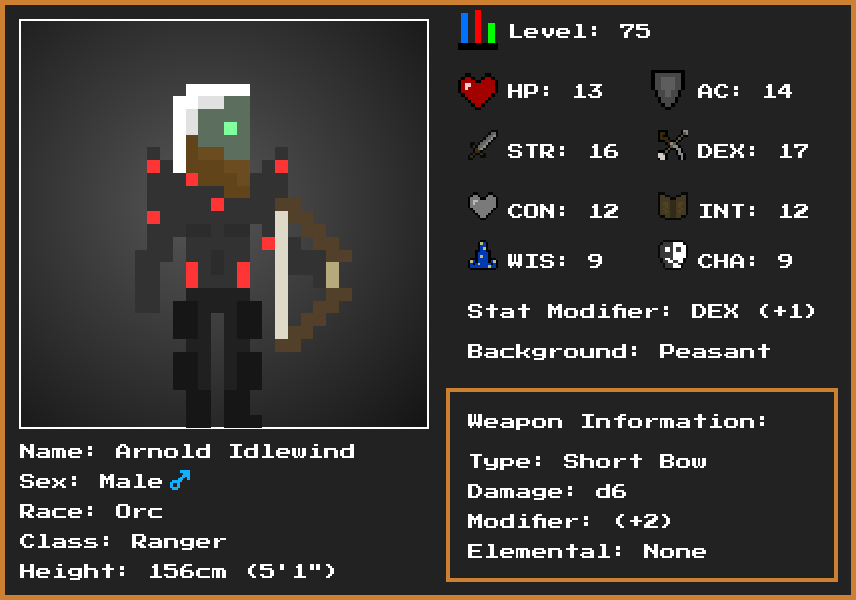 Level: 75
HP: 13
AC: 14
STR: 16
DEX: 17
CON: 12
INT: 12
WIS: 9
CHA: 9
Stat Modifier: DEX (+1)
Background: Peasant
Weapon Information:
Type: Short Bow
Damage: d6
Modifier: (+2)
Elemental: None
Name: Arnold Idlewind
Sex: Male ♂
Race: Orc
Class: Ranger
Height: 156cm (5'1")